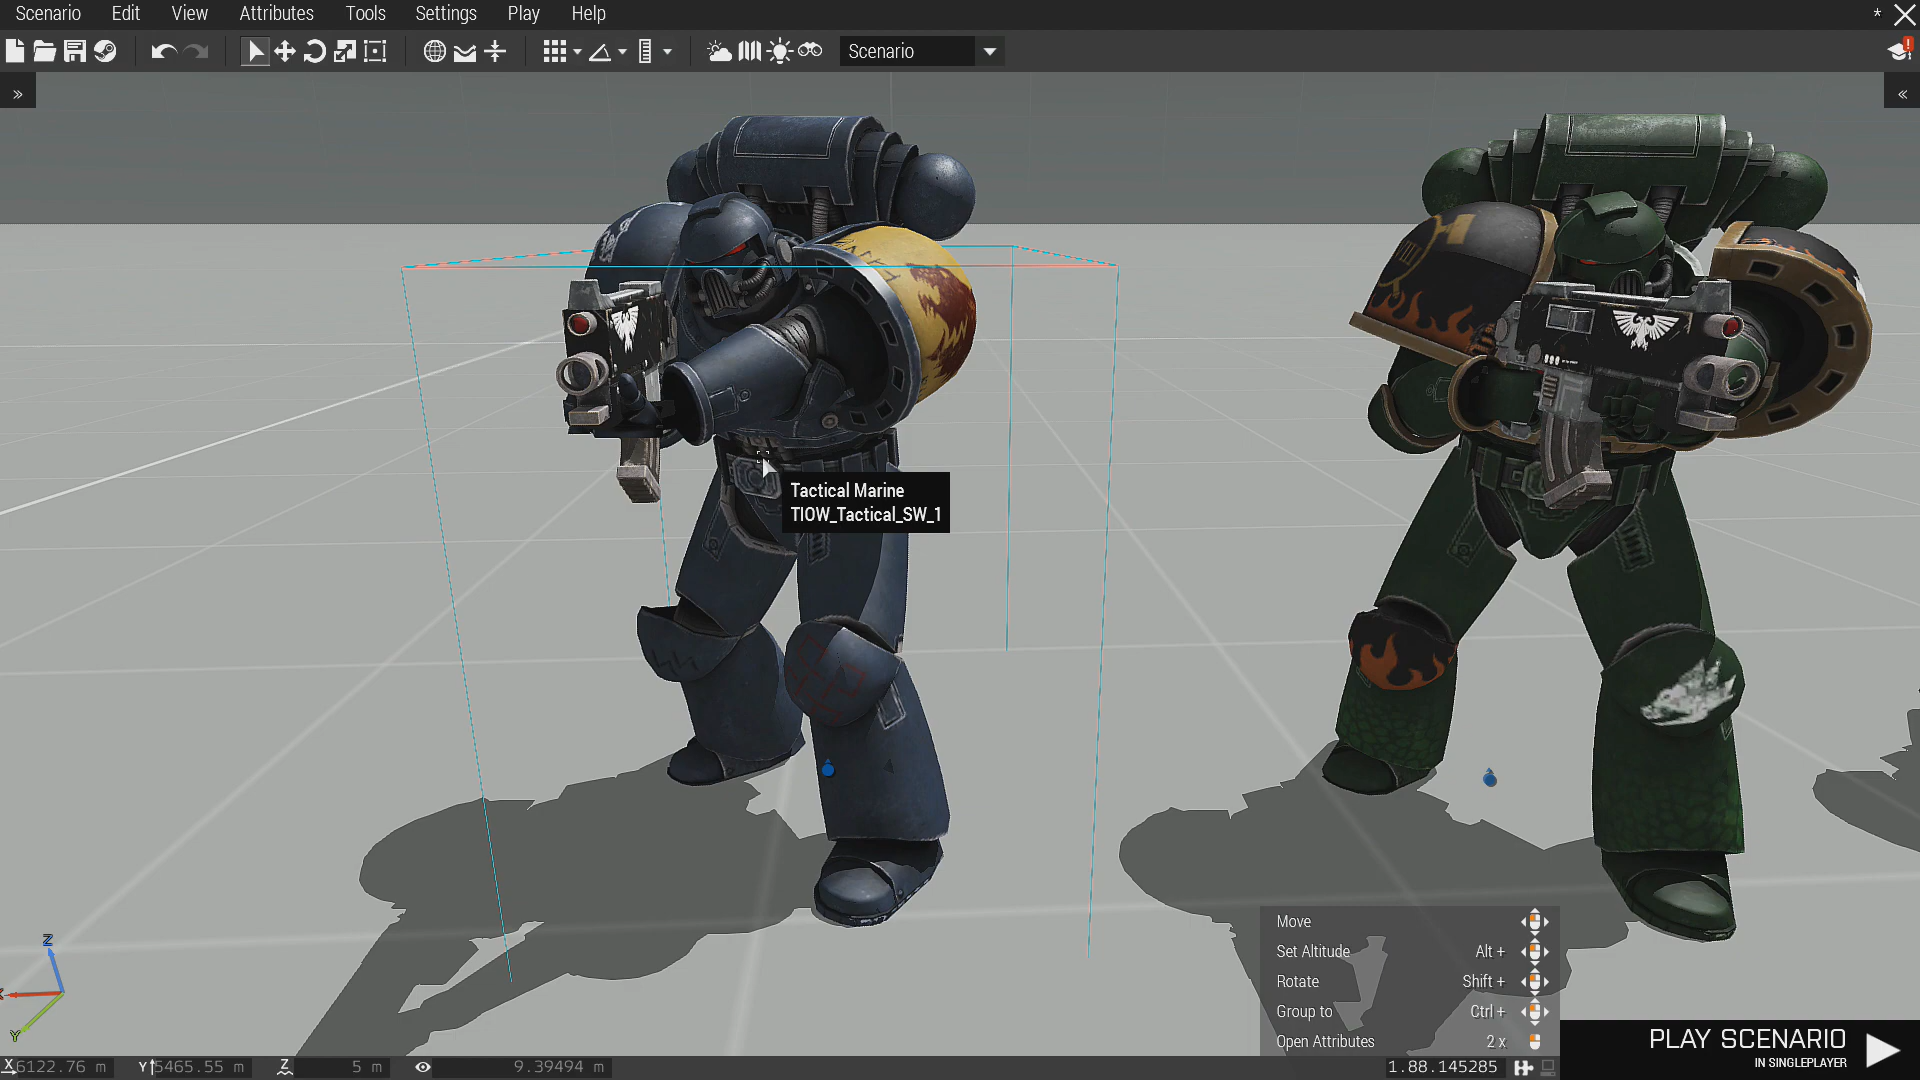 Scenario Edit View Attributes Tools Settings Play Help
*
Scenario
»
«
Tactical Marine
TIOW_Tactical_SW_1
Move
Set Altitude Alt +
Rotate Shift +
Group to Ctrl +
Open Attributes 2 x
PLAY SCENARIO
IN SINGLEPLAYER
Z
X
Y
X 6122.76 m Y 5465.55 m Z 5 m 9.39494 m 1.88.145285